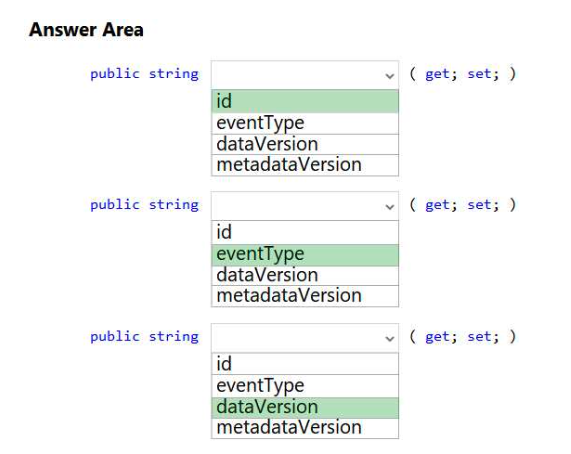 Answer Area
public string ( get; set; )
id
eventType
dataVersion
metadataVersion
public string ( get; set; )
id
eventType
dataVersion
metadataVersion
public string ( get; set; )
id
eventType
dataVersion
metadataVersion